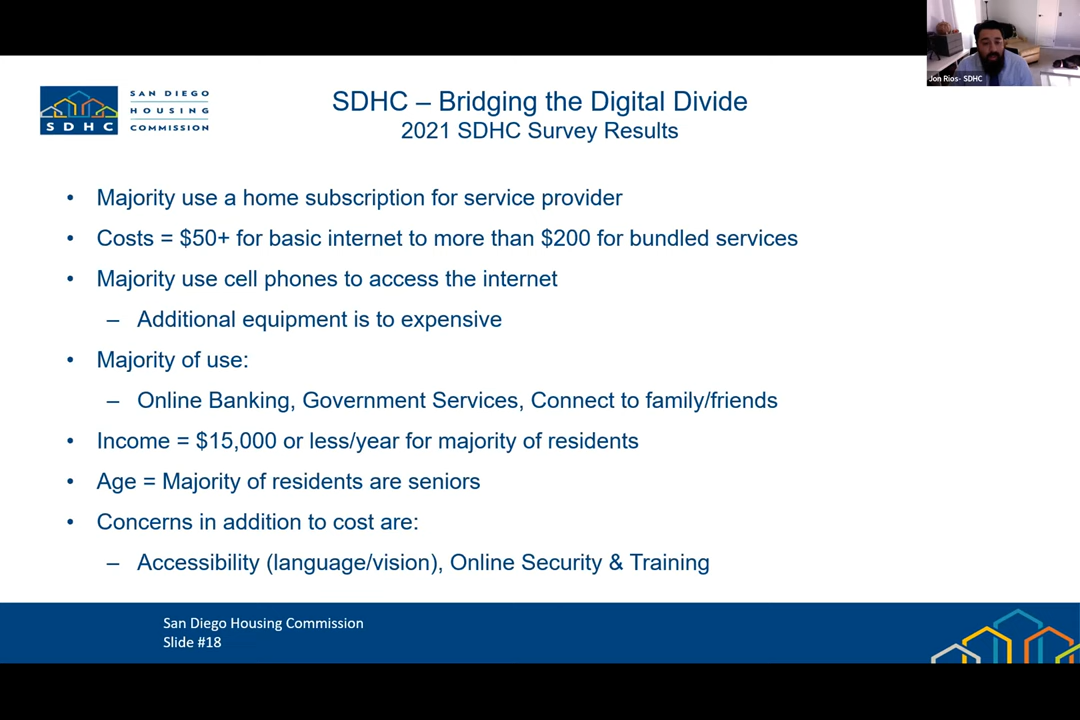 Jon Rios- SDHC
SDHC
SAN DIEGO
HOUSING
COMMISSION
SDHC – Bridging the Digital Divide
2021 SDHC Survey Results
• Majority use a home subscription for service provider
• Costs = $50+ for basic internet to more than $200 for bundled services
• Majority use cell phones to access the internet
– Additional equipment is to expensive
• Majority of use:
– Online Banking, Government Services, Connect to family/friends
• Income = $15,000 or less/year for majority of residents
• Age = Majority of residents are seniors
• Concerns in addition to cost are:
– Accessibility (language/vision), Online Security & Training
San Diego Housing Commission
Slide #18